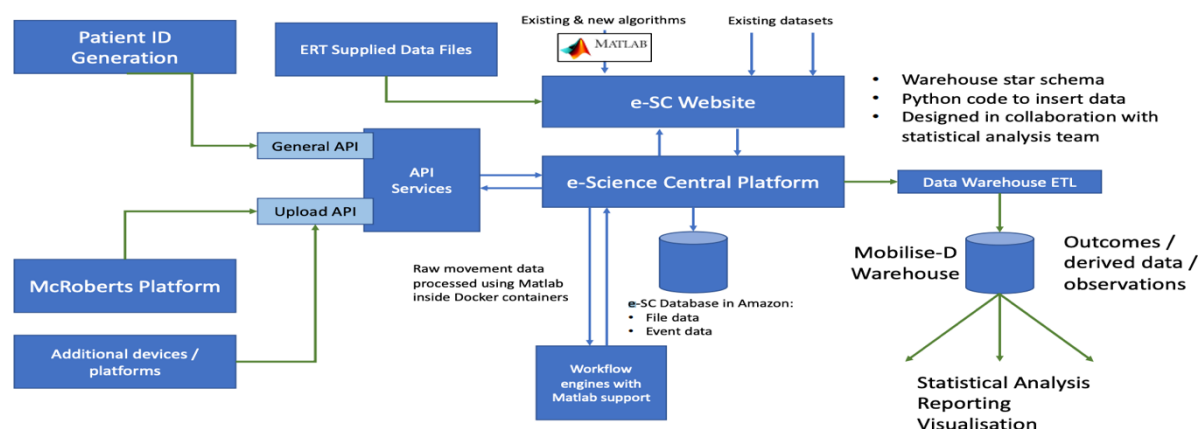 Patient ID
Generation
ERT Supplied Data Files
Existing & new algorithms
MATLAB
Existing datasets
e-SC Website
• Warehouse star schema
• Python code to insert data
• Designed in collaboration with
statistical analysis team
General API
API
Services
Upload API
e-Science Central Platform
Data Warehouse ETL
McRoberts Platform
Additional devices /
platforms
Raw movement data
processed using Matlab
inside Docker containers
e-SC Database in Amazon:
• File data
• Event data
Workflow
engines with
Matlab support
Mobilise-D
Warehouse
Outcomes /
derived data /
observations
Statistical Analysis
Reporting
Visualisation